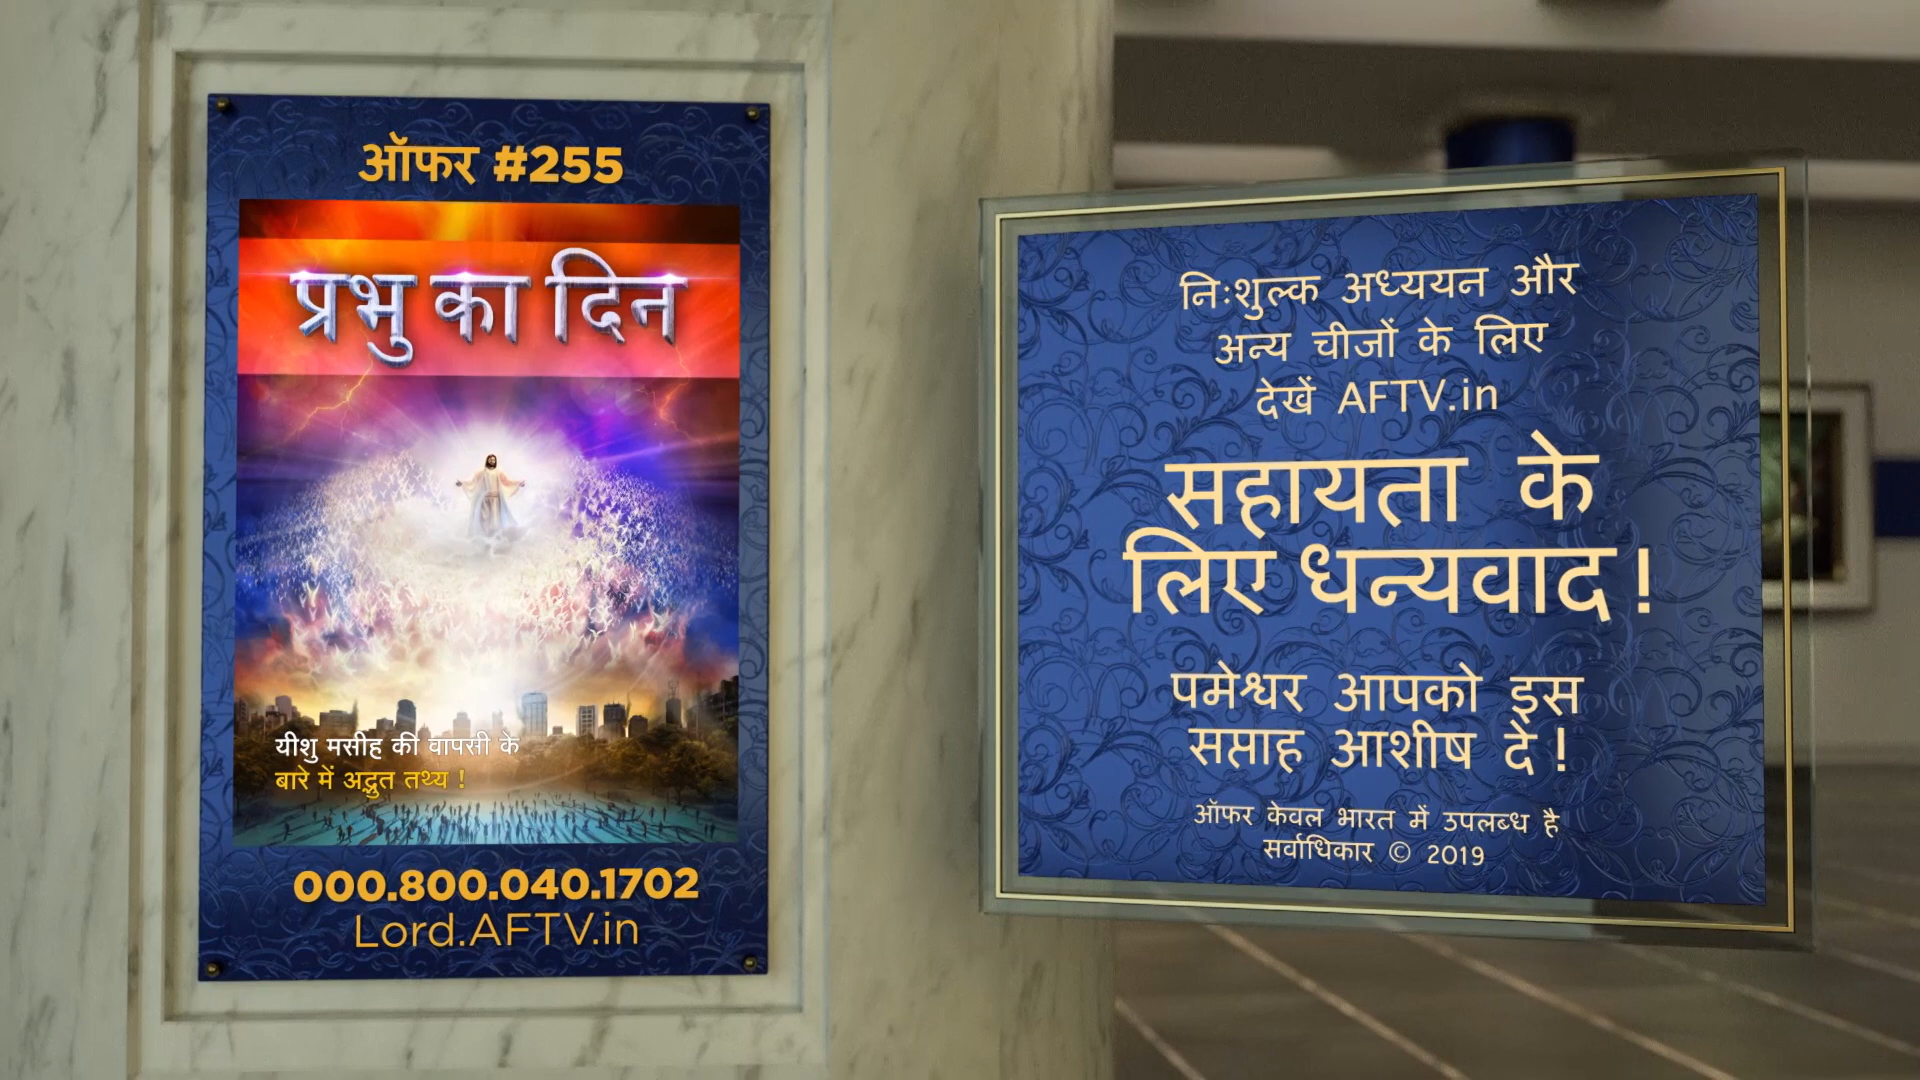 ऑफर #255
प्रभु का दिन
यीशु मसीह की वापसी के
बारे में अद्भुत तथ्य !
000.800.040.1702
Lord.AFTV.in
निःशुल्क अध्ययन और
अन्य चीजों के लिए
देखें AFTV.in
सहायता के
लिए धन्यवाद !
पमेश्वर आपको इस
सप्ताह आशीष दे !
ऑफर केवल भारत में उपलब्ध है
सर्वाधिकार © 2019